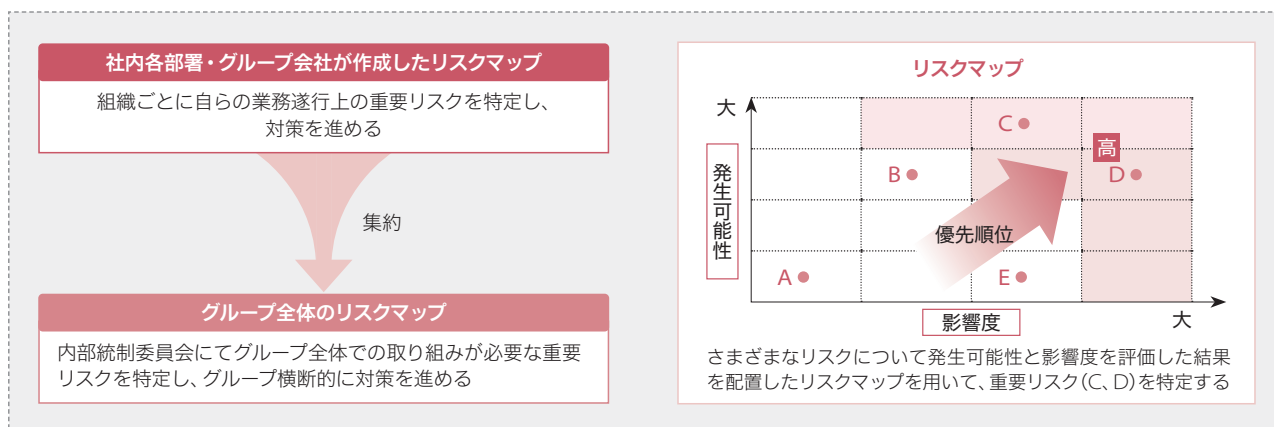 社内各部署・グループ会社が作成したリスクマップ
組織ごとに自らの業務遂行上の重要リスクを特定し、
対策を進める
集約
グループ全体のリスクマップ
内部統制委員会にてグループ全体での取り組みが必要な重要
リスクを特定し、グループ横断的に対策を進める
リスクマップ
大
発生可能性
C
高
B
D
優先順位
A
E
影響度
大
さまざまなリスクについて発生可能性と影響度を評価した結果
を配置したリスクマップを用いて、重要リスク(C、D)を特定する